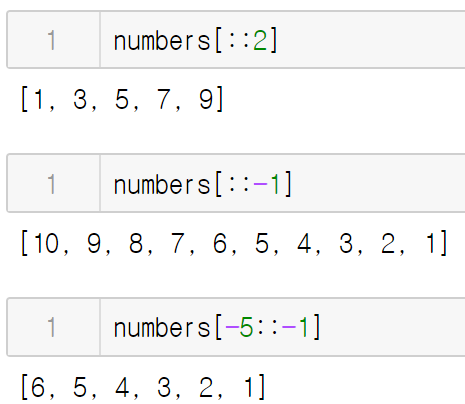 1 numbers[::2]
[1, 3, 5, 7, 9]
1 numbers[::-1]
[10, 9, 8, 7, 6, 5, 4, 3, 2, 1]
1 numbers[-5::-1]
[6, 5, 4, 3, 2, 1]